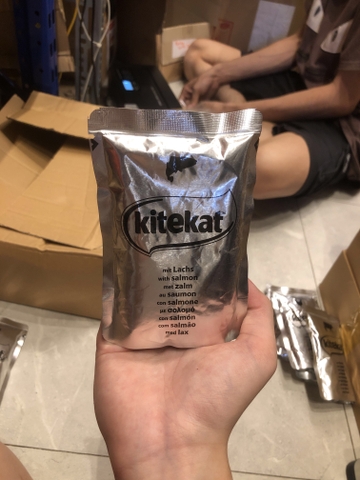 kitekat
mit Lachs
with salmon
met zalm
au saumon
con salmone
με σολομό
con salmón
com salmão
med lax